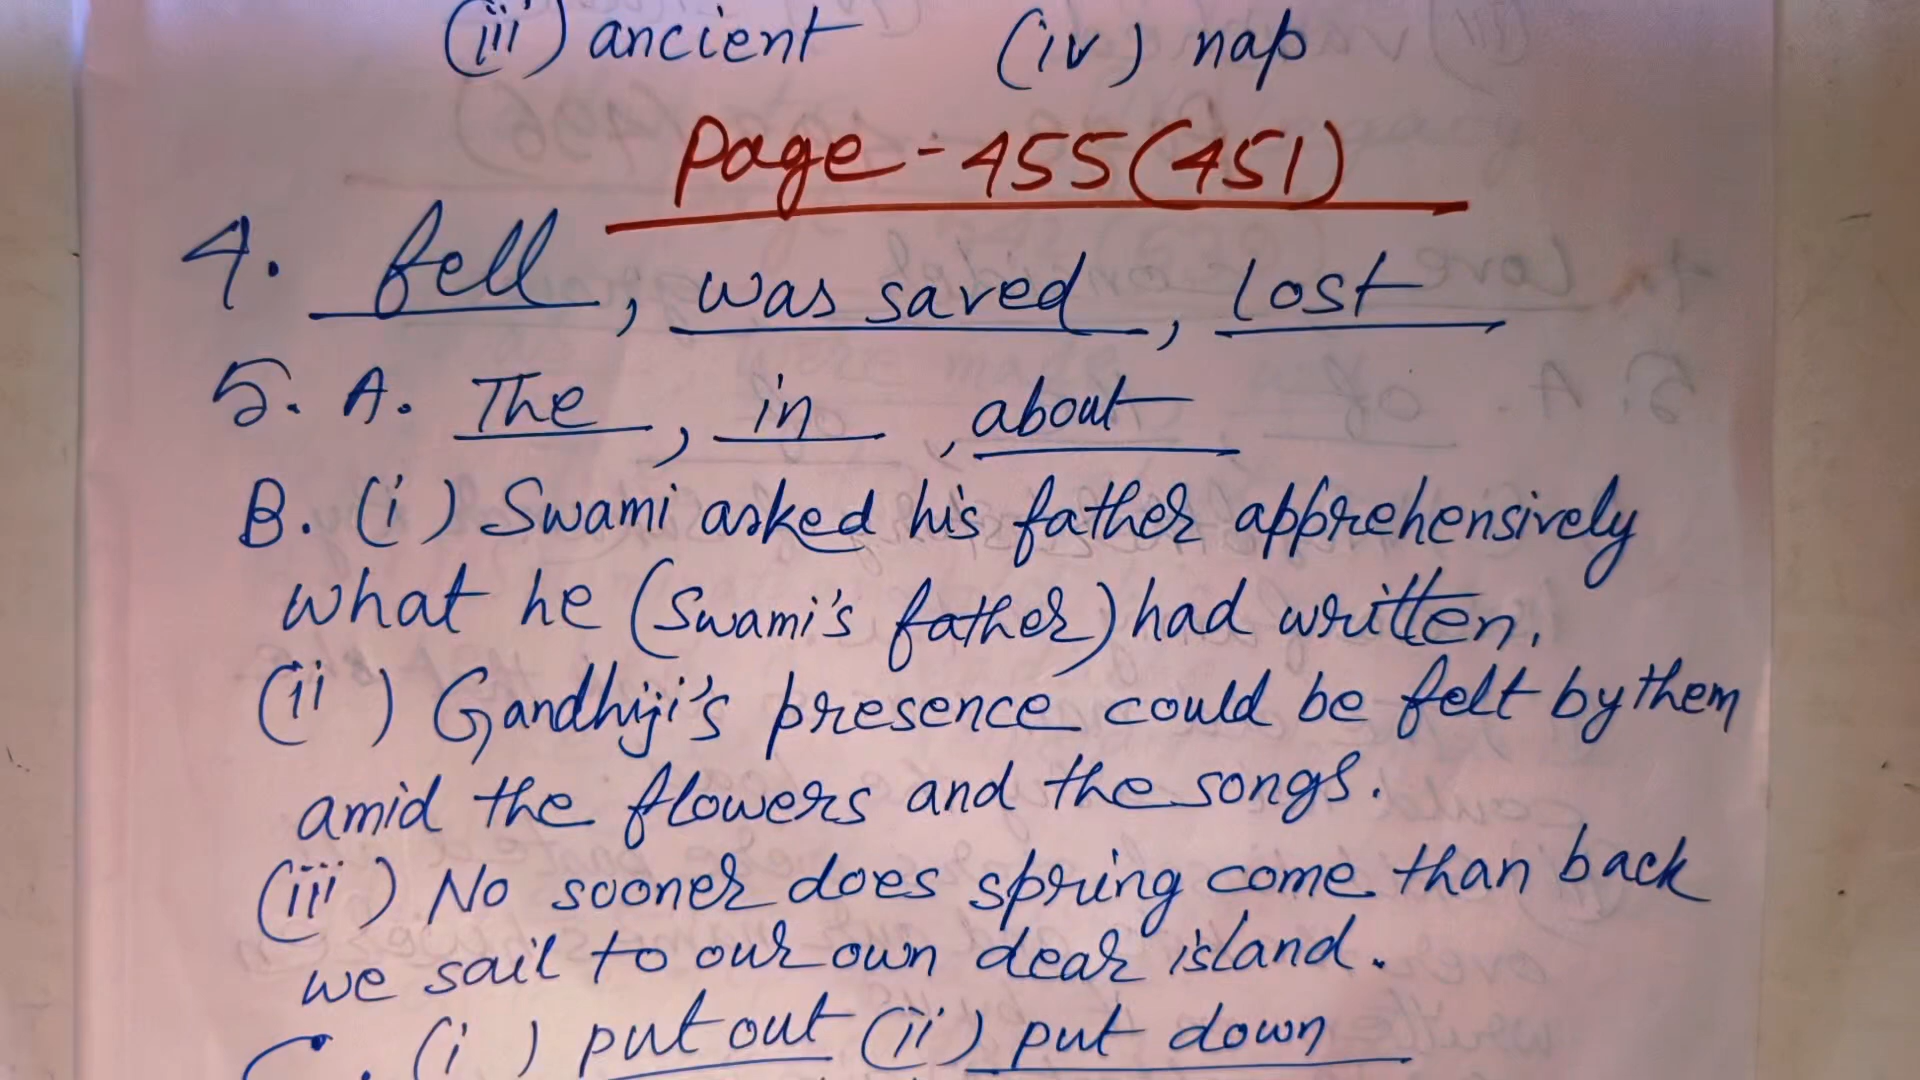 (iii) ancient (iv) nap
Page-455(451)
4. fell, was saved, lost
5. A. The, in, about
B. (i) Swami asked his father apprehensively
what he (Swami's father) had written.
(ii) Gandhiji's presence could be felt by them
amid the flowers and the songs.
(iii) No sooner does spring come than back
we sail to our own dear island.
C. (i) put out (ii) put down